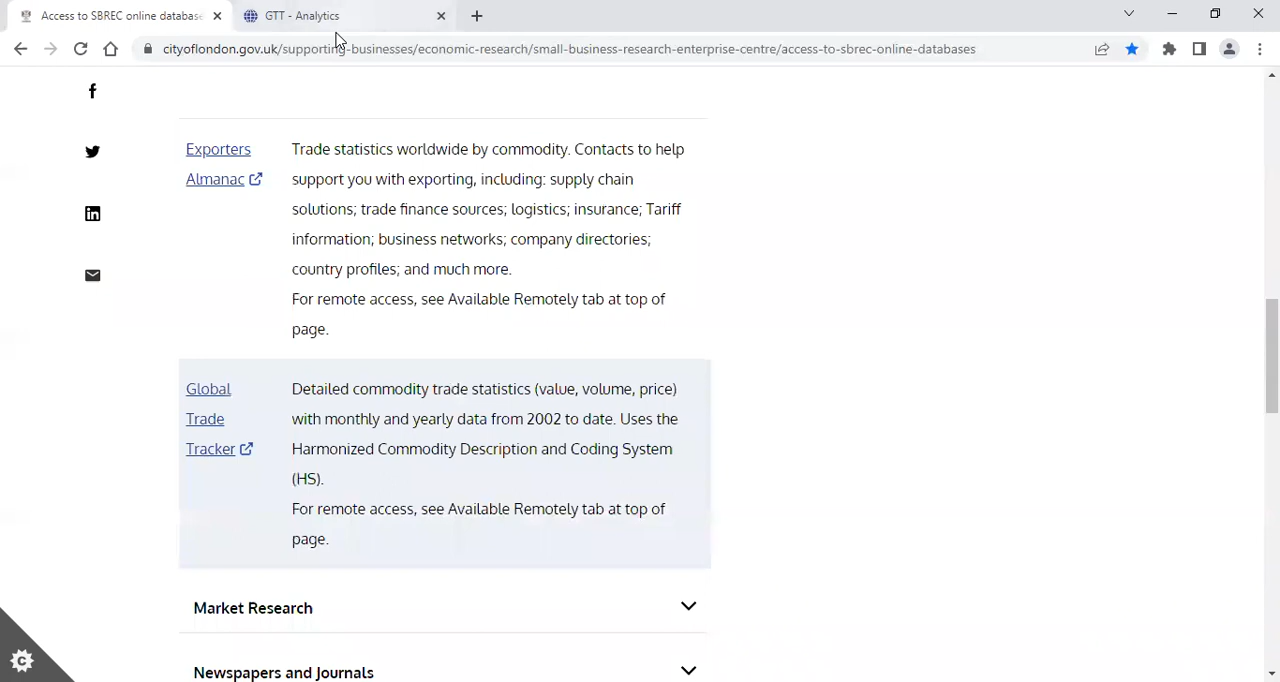 Access to SBREC online database
GTT - Analytics
cityoflondon.gov.uk/supporting-businesses/economic-research/small-business-research-enterprise-centre/access-to-sbrec-online-databases
Exporters
Almanac
Trade statistics worldwide by commodity. Contacts to help
support you with exporting, including: supply chain
solutions; trade finance sources; logistics; insurance; Tariff
information; business networks; company directories;
country profiles; and much more.
For remote access, see Available Remotely tab at top of
page.
Global
Trade
Tracker
Detailed commodity trade statistics (value, volume, price)
with monthly and yearly data from 2002 to date. Uses the
Harmonized Commodity Description and Coding System
(HS).
For remote access, see Available Remotely tab at top of
page.
Market Research
Newspapers and Journals